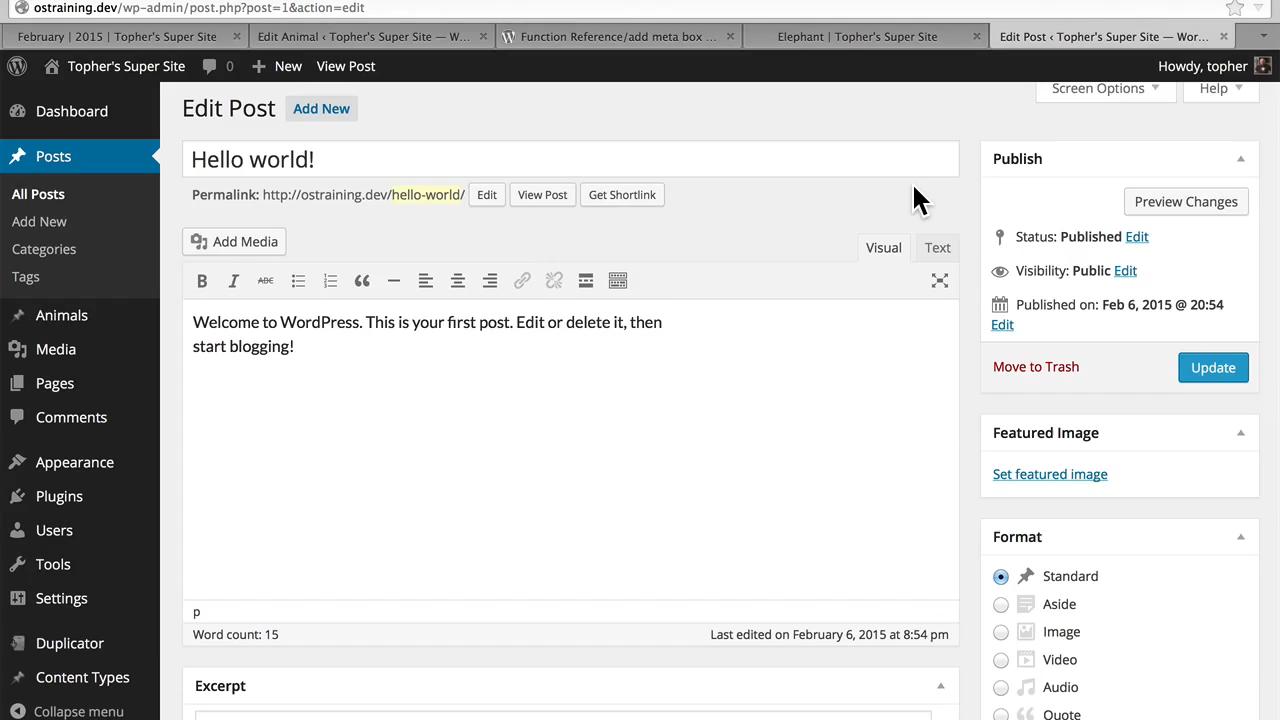 ostraining.dev/wp-admin/post.php?post=1&action=edit
February | 2015 | Topher's Super Site
Edit Animal ‹ Topher's Super Site — W...
Function Reference/add meta box ...
Elephant | Topher's Super Site
Edit Post ‹ Topher's Super Site — Wor...
Topher's Super Site
0
New
View Post
Howdy, topher
Dashboard
Posts
All Posts
Add New
Categories
Tags
Animals
Media
Pages
Comments
Appearance
Plugins
Users
Tools
Settings
Duplicator
Content Types
Collapse menu
Screen Options
Help
Edit Post
Add New
Hello world!
Permalink: http://ostraining.dev/hello-world/
Edit
View Post
Get Shortlink
Add Media
Visual
Text
B
I
ABC
Welcome to WordPress. This is your first post. Edit or delete it, then
start blogging!
p
Word count: 15
Last edited on February 6, 2015 at 8:54 pm
Excerpt
Publish
Preview Changes
Status: Published Edit
Visibility: Public Edit
Published on: Feb 6, 2015 @ 20:54
Edit
Move to Trash
Update
Featured Image
Set featured image
Format
Standard
Aside
Image
Video
Audio
Quote